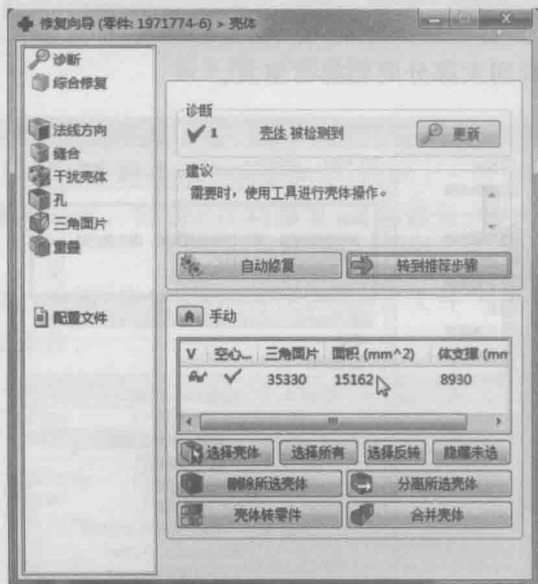 修复向导 (零件: 1971774-6) > 壳体
诊断
综合修复
法线方向
缝合
干扰壳体
孔
三角面片
重叠
配置文件
诊断
1 壳体 被检测到
更新
建议
需要时，使用工具进行壳体操作。
自动修复
转到推荐步骤
手动
V 空心... 三角面片 面积 (mm^2) 体支撑 (mm
35330 15162 8930
选择壳体 选择所有 选择反转 隐藏未选
删除所选壳体 分离所选壳体
壳体转零件 合并壳体